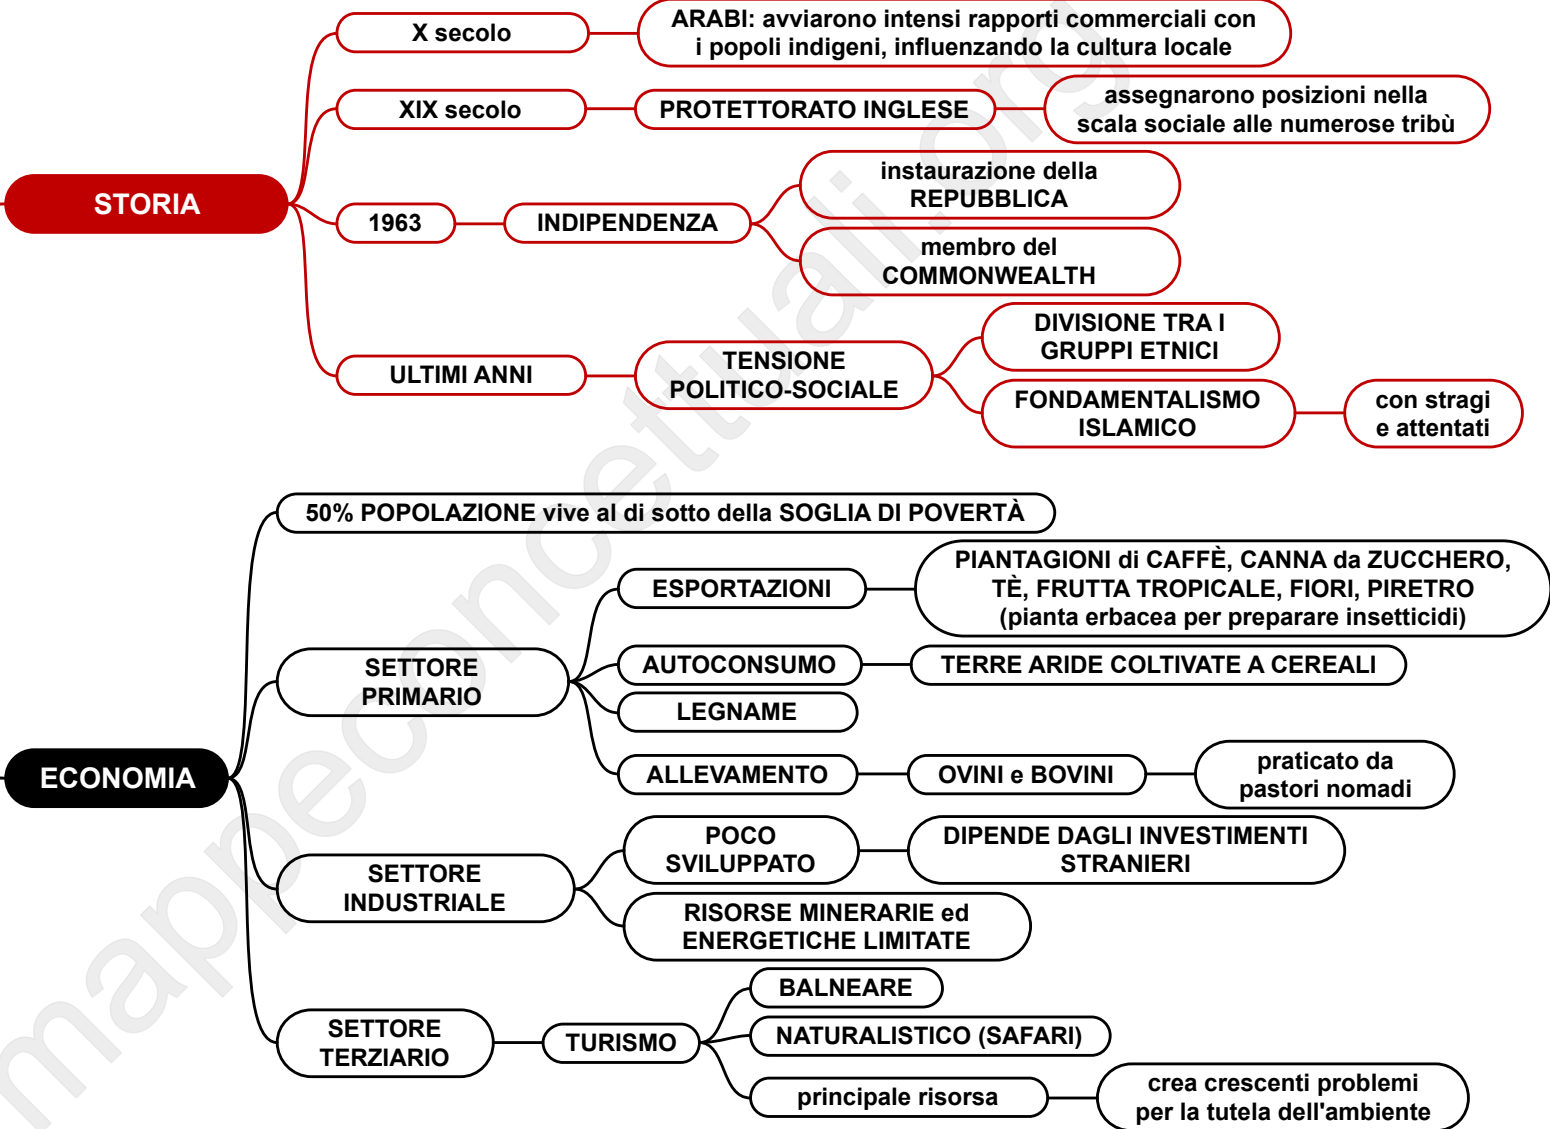 X secolo
ARABI: avviarono intensi rapporti commerciali con
i popoli indigeni, influenzando la cultura locale
XIX secolo
PROTETTORATO INGLESE
assegnarono posizioni nella
scala sociale alle numerose tribù
STORIA
1963
INDIPENDENZA
instaurazione della
REPUBBLICA
membro del
COMMONWEALTH
ULTIMI ANNI
TENSIONE
POLITICO-SOCIALE
DIVISIONE TRA I
GRUPPI ETNICI
FONDAMENTALISMO
ISLAMICO
con stragi
e attentati
50% POPOLAZIONE vive al di sotto della SOGLIA DI POVERTÀ
ECONOMIA
SETTORE
PRIMARIO
ESPORTAZIONI
PIANTAGIONI di CAFFÈ, CANNA da ZUCCHERO,
TÈ, FRUTTA TROPICALE, FIORI, PIRETRO
(pianta erbacea per preparare insetticidi)
AUTOCONSUMO
TERRE ARIDE COLTIVATE A CEREALI
LEGNAME
ALLEVAMENTO
OVINI e BOVINI
praticato da
pastori nomadi
SETTORE
INDUSTRIALE
POCO
SVILUPPATO
DIPENDE DAGLI INVESTIMENTI
STRANIERI
RISORSE MINERARIE ed
ENERGETICHE LIMITATE
SETTORE
TERZIARIO
TURISMO
BALNEARE
NATURALISTICO (SAFARI)
principale risorsa
crea crescenti problemi
per la tutela dell'ambiente
mappeconcettuali.org